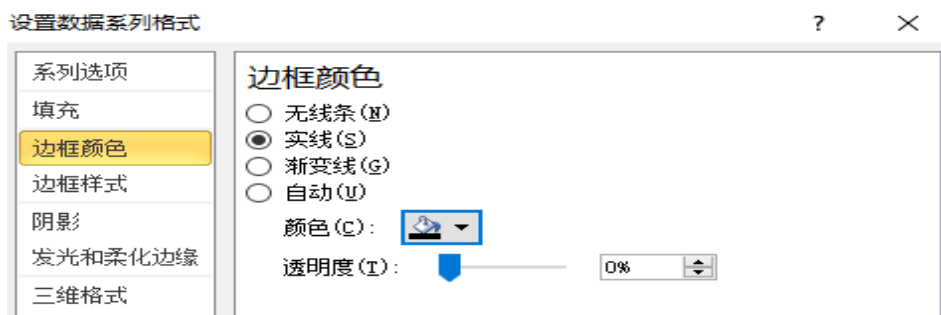 设置数据系列格式 ? ×
系列选项
填充
边框颜色
边框样式
阴影
发光和柔化边缘
三维格式
边框颜色
无线条(N)
实线(S)
渐变线(G)
自动(U)
颜色(C):
透明度(T): 0%